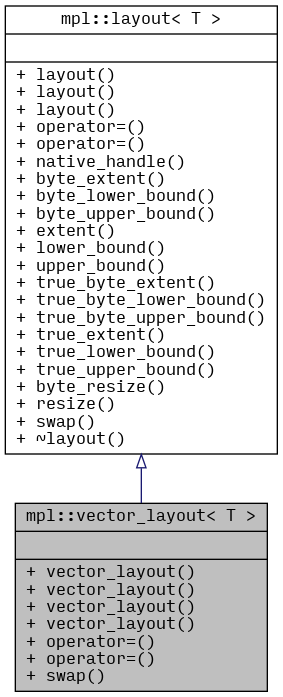 mpl::layout< T >
+ layout()
+ layout()
+ layout()
+ operator=()
+ operator=()
+ native_handle()
+ byte_extent()
+ byte_lower_bound()
+ byte_upper_bound()
+ extent()
+ lower_bound()
+ upper_bound()
+ true_byte_extent()
+ true_byte_lower_bound()
+ true_byte_upper_bound()
+ true_extent()
+ true_lower_bound()
+ true_upper_bound()
+ byte_resize()
+ resize()
+ swap()
+ ~layout()
mpl::vector_layout< T >
+ vector_layout()
+ vector_layout()
+ vector_layout()
+ vector_layout()
+ operator=()
+ operator=()
+ swap()